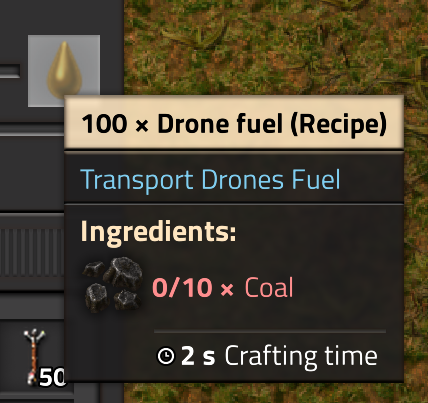 100 × Drone fuel (Recipe)
Transport Drones Fuel
Ingredients:
0/10 × Coal
2 s Crafting time
50